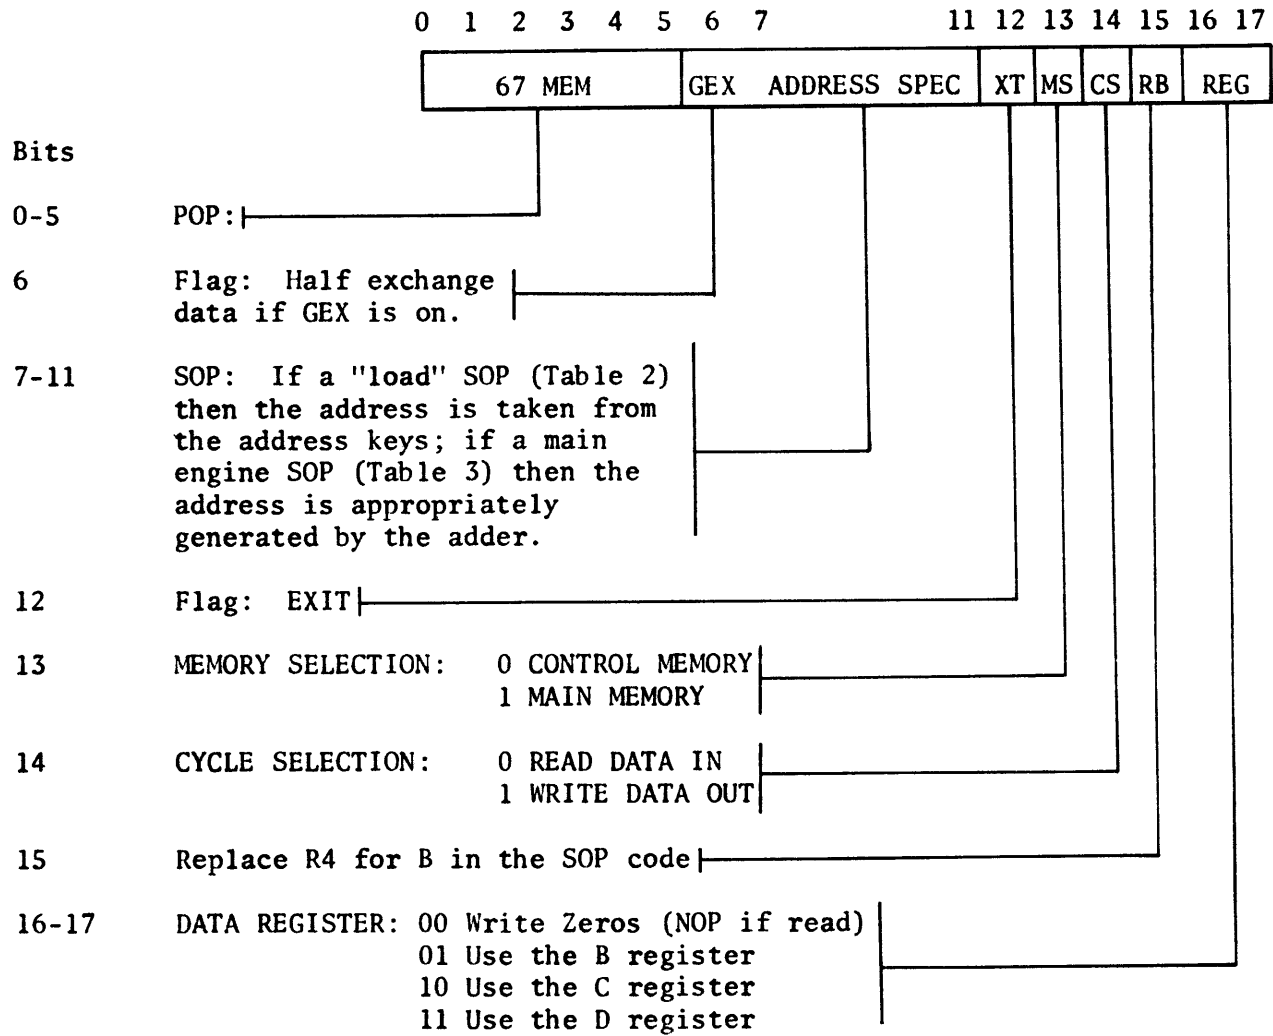 0 1 2 3 4 5 6 7 11 12 13 14 15 16 17
67 MEM GEX ADDRESS SPEC XT MS CS RB REG
Bits
0-5 POP:
6 Flag: Half exchange
data if GEX is on.
7-11 SOP: If a "load" SOP (Table 2)
then the address is taken from
the address keys; if a main
engine SOP (Table 3) then the
address is appropriately
generated by the adder.
12 Flag: EXIT
13 MEMORY SELECTION: 0 CONTROL MEMORY
1 MAIN MEMORY
14 CYCLE SELECTION: 0 READ DATA IN
1 WRITE DATA OUT
15 Replace R4 for B in the SOP code
16-17 DATA REGISTER: 00 Write Zeros (NOP if read)
01 Use the B register
10 Use the C register
11 Use the D register